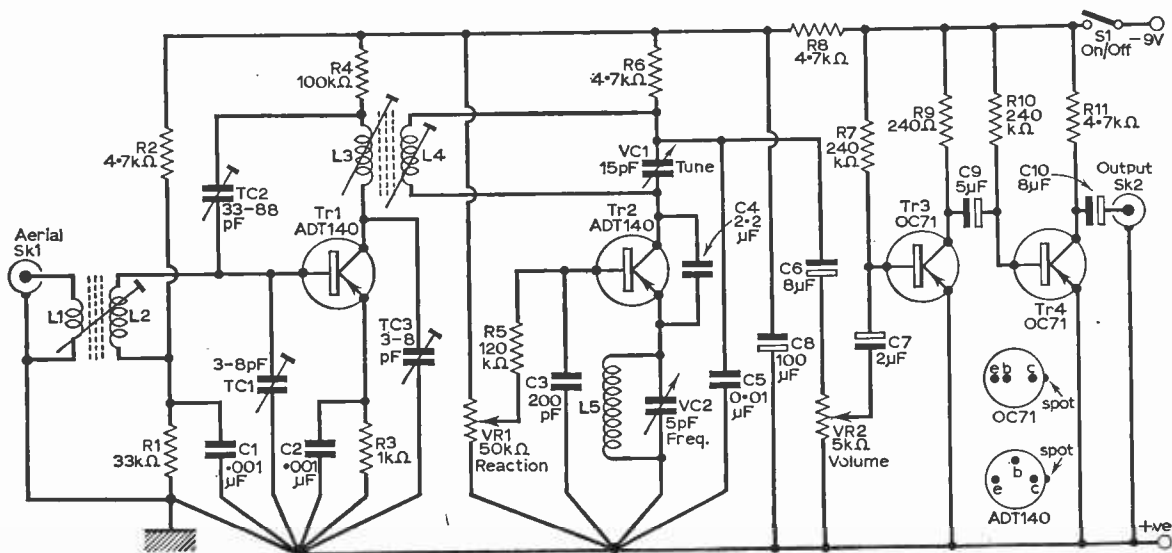 S1
On/Off
-9V
R8
4·7kΩ
R4
100kΩ
R6
4·7kΩ
R2
4·7kΩ
R9
240Ω
R10
240
kΩ
R11
4·7kΩ
R7
240
kΩ
L3
L4
VC1
15pF
Tune
TC2
33-88
pF
C9
5μF
C10
8μF
Output
Sk2
Tr1
ADT140
Tr2
ADT140
C4
2·2
μF
Tr3
OC71
Aerial
Sk1
C6
8μF
L1
L2
Tr4
OC71
TC3
3-8
pF
R5
120
kΩ
C8
100
μF
C7
2μF
3-8pF
TC1
C3
200
pF
L5
VC2
5pF
Freq.
C5
0·01
μF
e
b
c
OC71
spot
R1
33kΩ
C1
·001
μF
C2
·001
μF
R3
1kΩ
VR1
50kΩ
Reaction
VR2
5kΩ
Volume
spot
b
e
c
ADT140
+ve